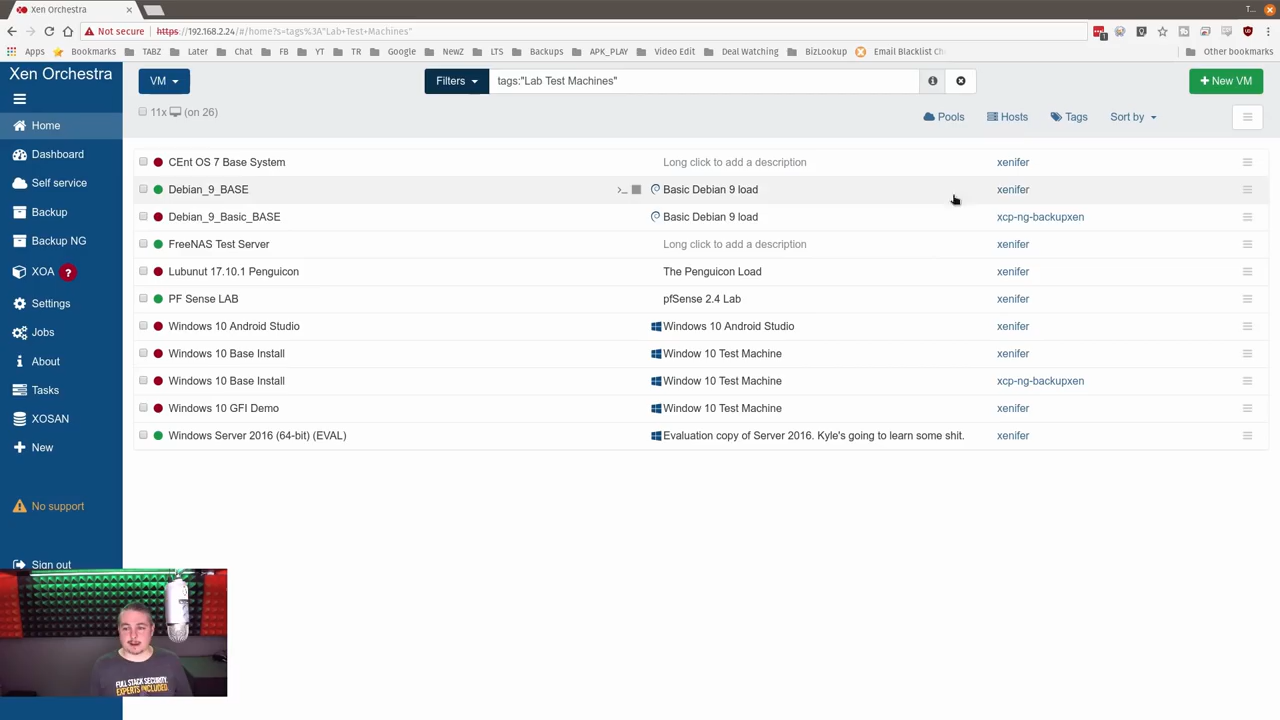 Xen Orchestra
T...
Not secure
https://192.168.2.24/#/home?s=tags%3A"Lab+Test+Machines"
Apps
Bookmarks
TABZ
Later
Chat
FB
YT
TR
Google
NewZ
LTS
Backups
APK_PLAY
Video Edit
Deal Watching
BizLookup
Email Blacklist Ch
Other bookmarks
Xen Orchestra
Home
Dashboard
Self service
Backup
Backup NG
XOA ?
Settings
Jobs
About
Tasks
XOSAN
New
No support
Sign out
VM
Filters
tags:"Lab Test Machines"
+ New VM
11x (on 26)
Pools
Hosts
Tags
Sort by
CEnt OS 7 Base System Long click to add a description xenifer
Debian_9_BASE >_ Basic Debian 9 load xenifer
Debian_9_Basic_BASE Basic Debian 9 load xcp-ng-backupxen
FreeNAS Test Server Long click to add a description xenifer
Lubunut 17.10.1 Penguicon The Penguicon Load xenifer
PF Sense LAB pfSense 2.4 Lab xenifer
Windows 10 Android Studio Windows 10 Android Studio xenifer
Windows 10 Base Install Window 10 Test Machine xenifer
Windows 10 Base Install Window 10 Test Machine xcp-ng-backupxen
Windows 10 GFI Demo Window 10 Test Machine xenifer
Windows Server 2016 (64-bit) (EVAL) Evaluation copy of Server 2016. Kyle's going to learn some shit. xenifer
FULL STACK SECURITY
EXPERTS INCLUDED